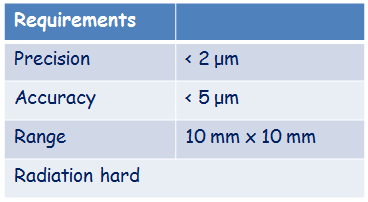 Requirements
Precision < 2 µm
Accuracy < 5 µm
Range 10 mm x 10 mm
Radiation hard